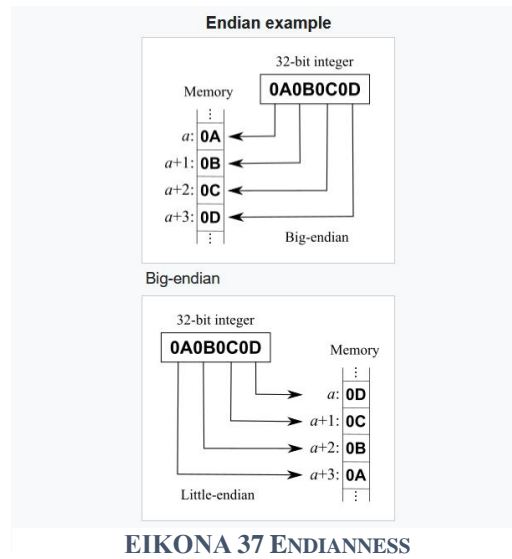 Endian example
32-bit integer
0A0B0C0D
Memory
⋮
a: 0A
a+1: 0B
a+2: 0C
a+3: 0D
⋮
Big-endian
Big-endian
32-bit integer
0A0B0C0D
Memory
⋮
a: 0D
a+1: 0C
a+2: 0B
a+3: 0A
⋮
Little-endian
ΕΙΚΟΝΑ 37 ENDIANNESS